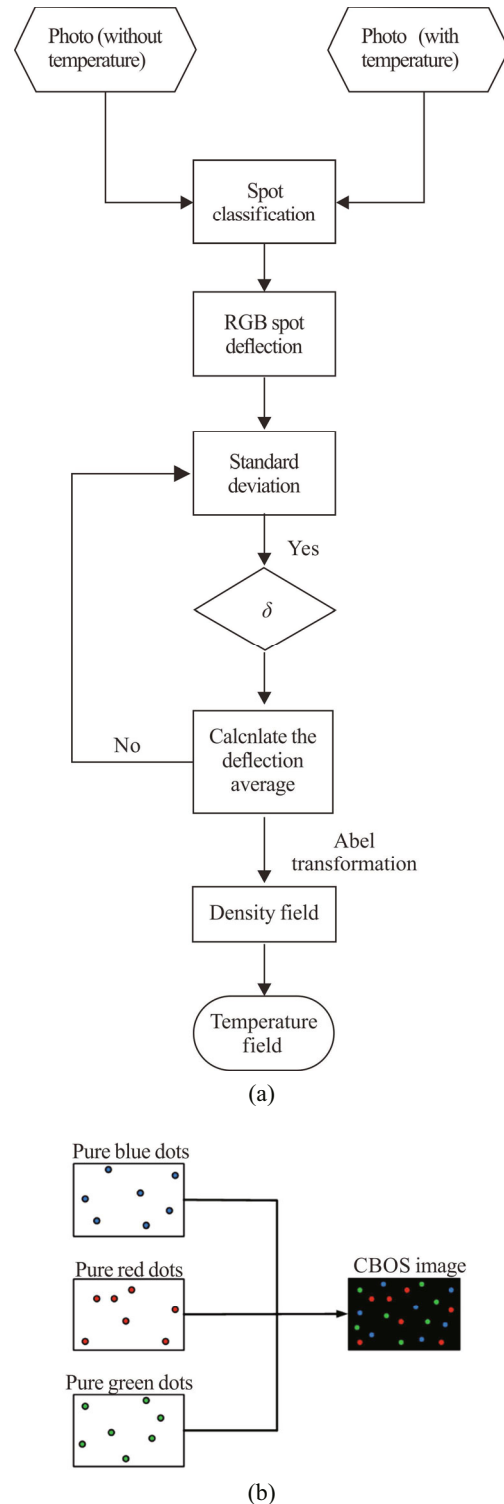 Photo (without
temperature)
Photo (with
temperature)
Spot
classification
RGB spot
deflection
Standard
deviation
Yes
δ
No
Calcnlate the
deflection
average
Abel
transformation
Density field
Temperature
field
(a)
Pure blue dots
Pure red dots
CBOS image
Pure green dots
(b)